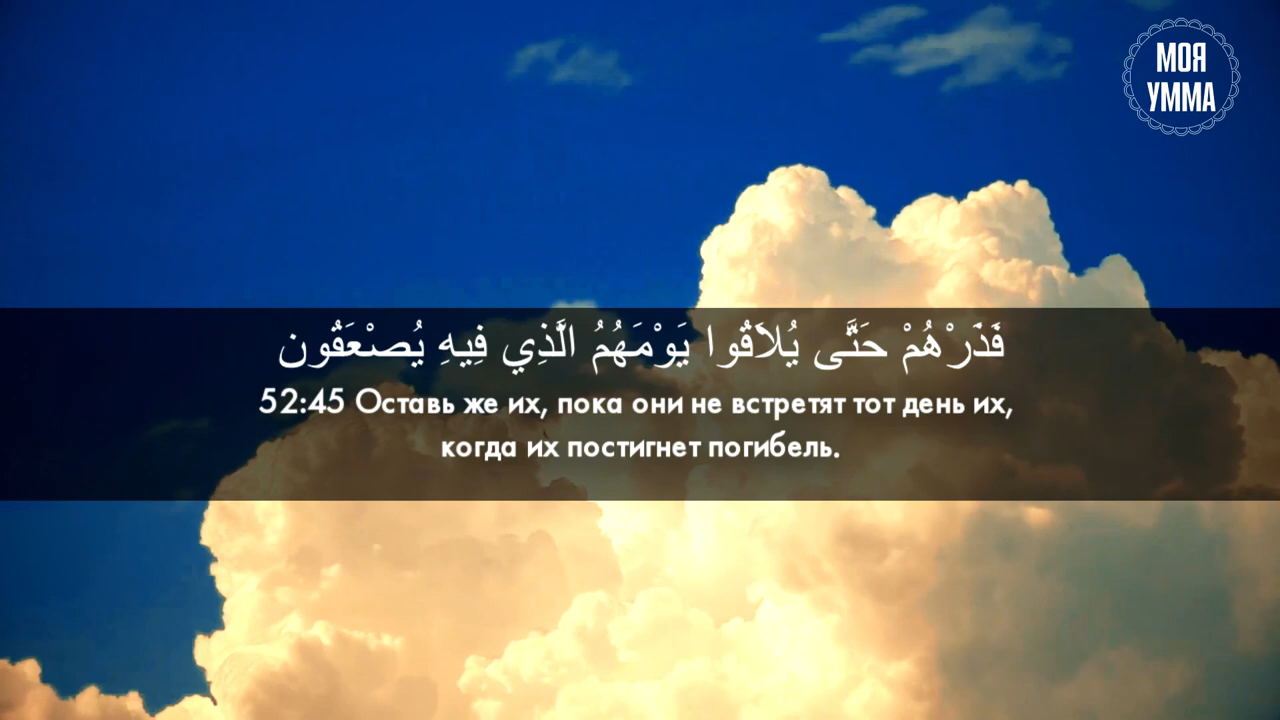 МОЯ
УММА
فَذَرْهُمْ حَتَّى يُلَاقُوا يَوْمَهُمُ الَّذِي فِيهِ يُصْعَقُون
52:45 Оставь же их, пока они не встретят тот день их,
когда их постигнет погибель.